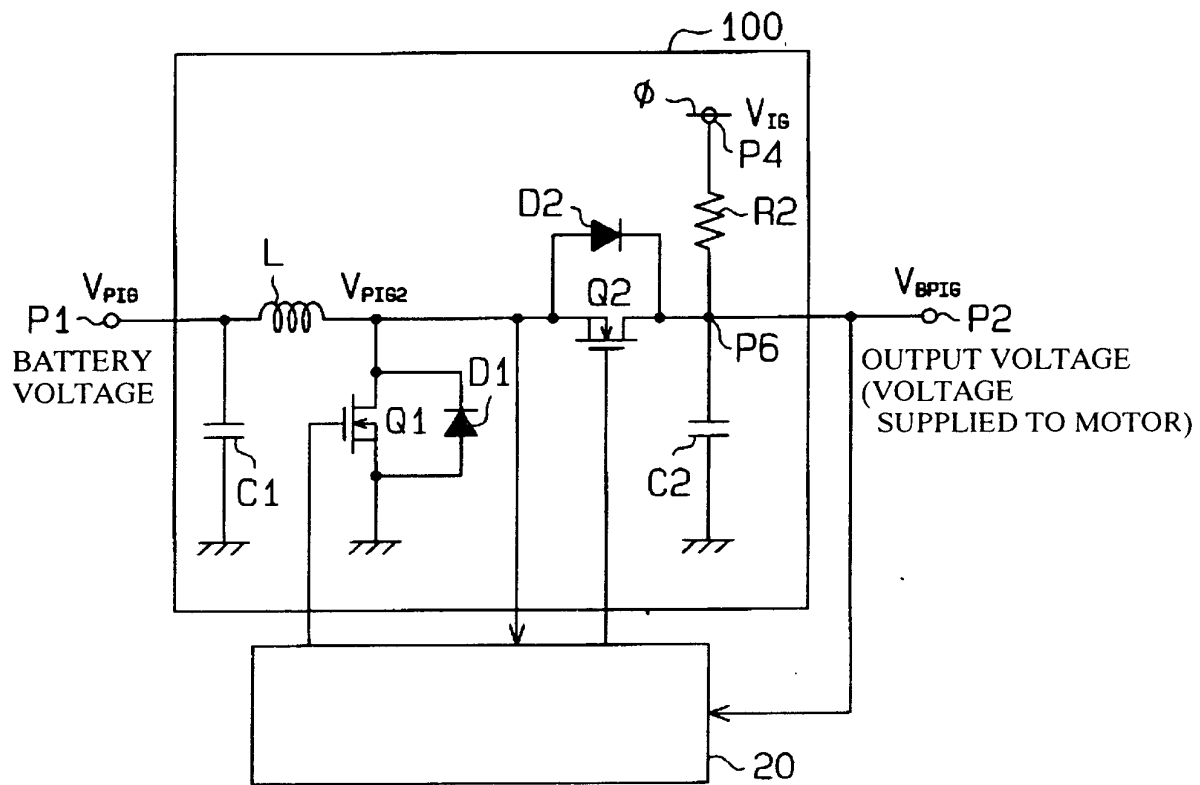 100
Ø V_IG
P4
D2
R2
L
V_PIG
V_PIG2
Q2
V_BPIG
P1
P6
P2
BATTERY
VOLTAGE
OUTPUT VOLTAGE
(VOLTAGE
SUPPLIED TO MOTOR)
D1
Q1
C1
C2
20